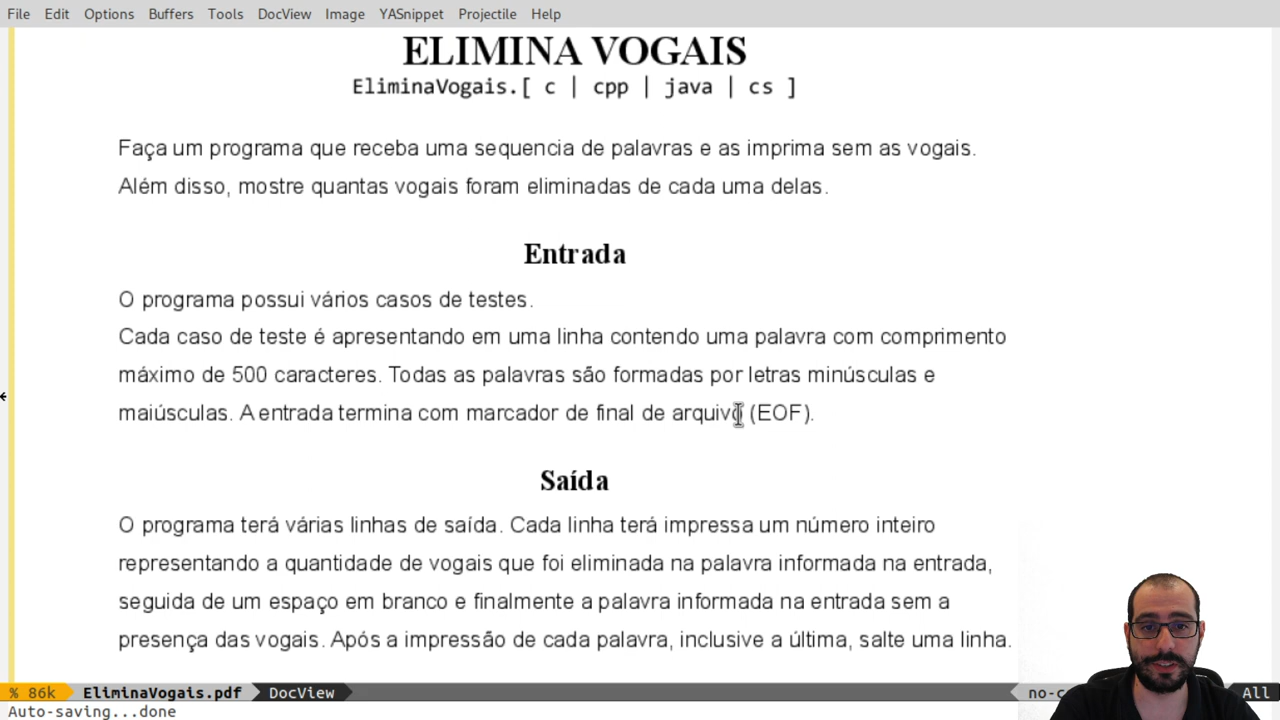 File Edit Options Buffers Tools DocView Image YASnippet Projectile Help
ELIMINA VOGAIS
EliminaVogais.[ c | cpp | java | cs ]
Faça um programa que receba uma sequencia de palavras e as imprima sem as vogais.
Além disso, mostre quantas vogais foram eliminadas de cada uma delas.
Entrada
O programa possui vários casos de testes.
Cada caso de teste é apresentando em uma linha contendo uma palavra com comprimento
máximo de 500 caracteres. Todas as palavras são formadas por letras minúsculas e
maiúsculas. A entrada termina com marcador de final de arquivo (EOF).
Saída
O programa terá várias linhas de saída. Cada linha terá impressa um número inteiro
representando a quantidade de vogais que foi eliminada na palavra informada na entrada,
seguida de um espaço em branco e finalmente a palavra informada na entrada sem a
presença das vogais. Após a impressão de cada palavra, inclusive a última, salte uma linha.
% 86k EliminaVogais.pdf DocView All
Auto-saving...done